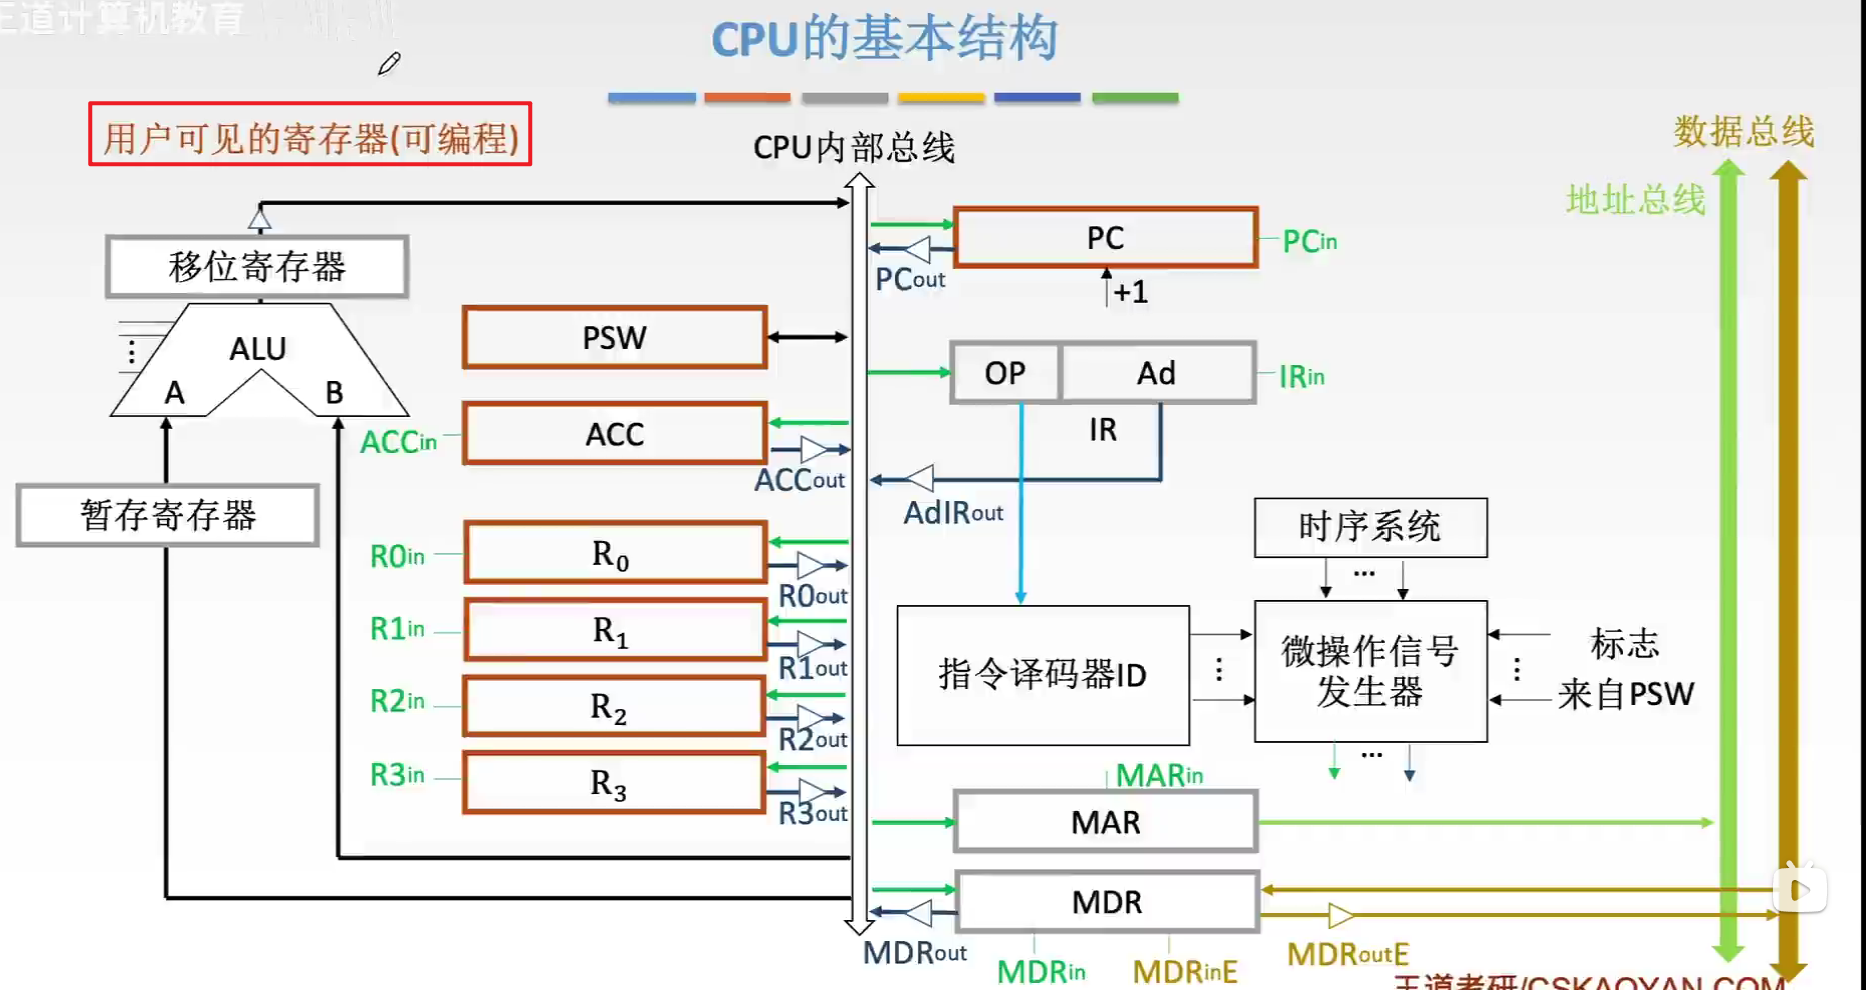 王道计算机教育
CPU的基本结构
用户可见的寄存器(可编程)
CPU内部总线
数据总线
地址总线
移位寄存器
ALU
A
B
暂存寄存器
PSW
ACC
ACCin
ACCout
R0
R0in
R0out
R1
R1in
R1out
R2
R2in
R2out
R3
R3in
R3out
PC
PCin
PCout
+1
OP
Ad
IRin
IR
AdIRout
时序系统
...
指令译码器ID
⋮
微操作信号
发生器
⋮
标志
来自PSW
...
MARin
MAR
MDR
MDRout
MDRin
MDRinE
MDRoutE
王道考研/CSKAOYAN.COM